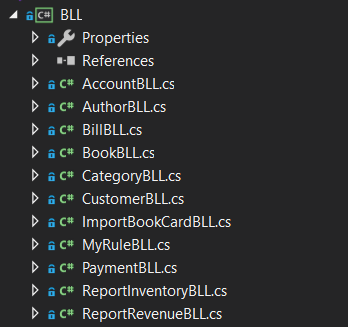 C# BLL
Properties
References
C# AccountBLL.cs
C# AuthorBLL.cs
C# BillBLL.cs
C# BookBLL.cs
C# CategoryBLL.cs
C# CustomerBLL.cs
C# ImportBookCardBLL.cs
C# MyRuleBLL.cs
C# PaymentBLL.cs
C# ReportInventoryBLL.cs
C# ReportRevenueBLL.cs